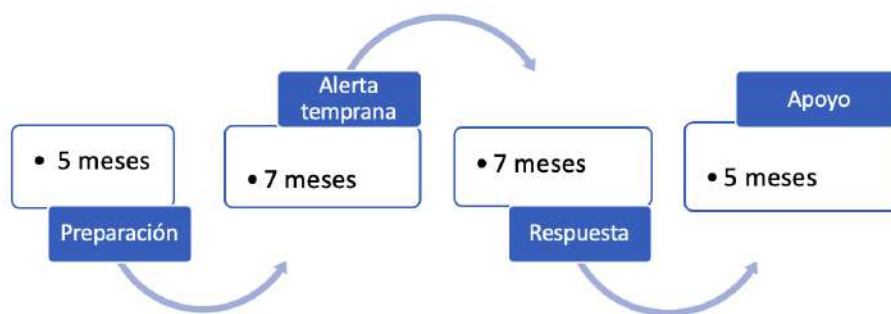 • 5 meses
Preparación
Alerta
temprana
• 7 meses
• 7 meses
Respuesta
Apoyo
• 5 meses